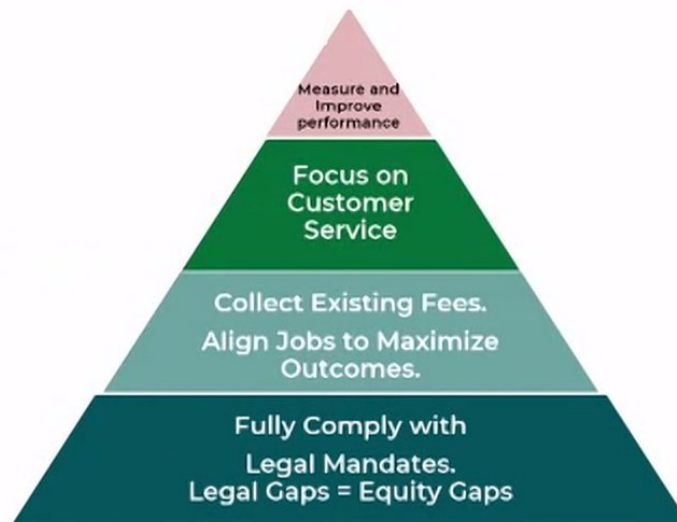 Measure and
Improve
performance
Focus on
Customer
Service
Collect Existing Fees.
Align Jobs to Maximize
Outcomes.
Fully Comply with
Legal Mandates.
Legal Gaps = Equity Gaps